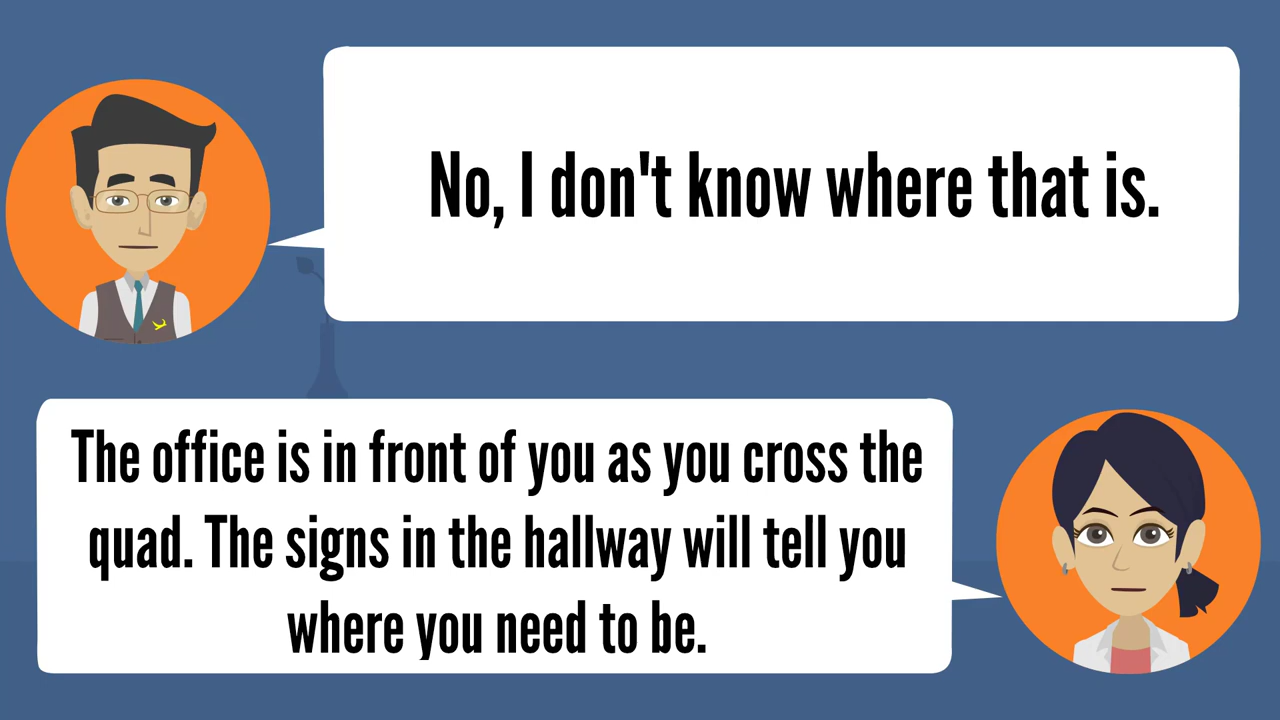 No, I don't know where that is.
The office is in front of you as you cross the
quad. The signs in the hallway will tell you
where you need to be.